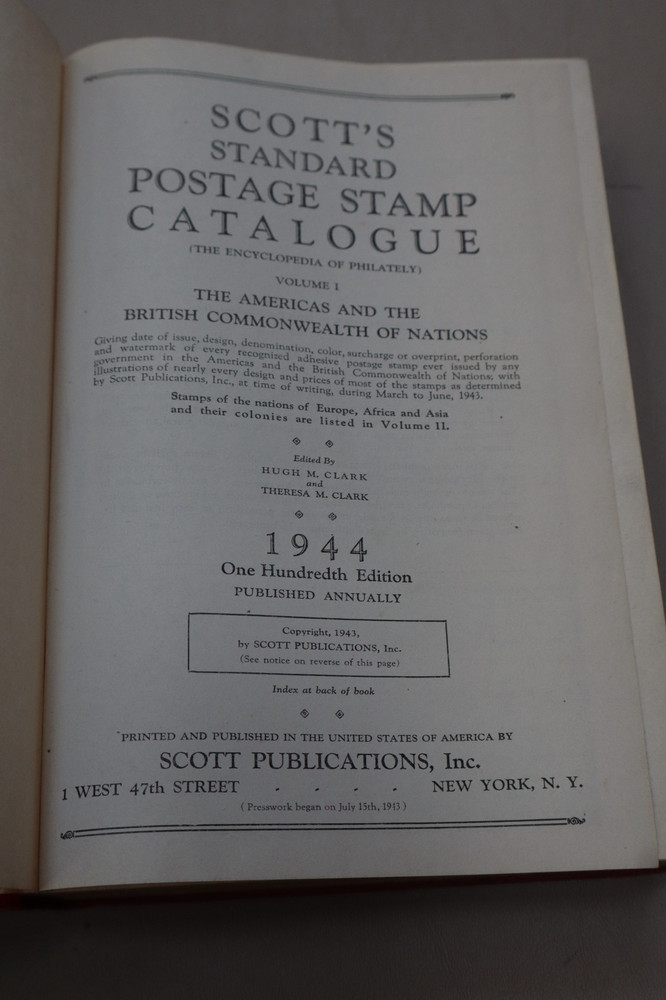 SCOTT'S
STANDARD
POSTAGE STAMP
CATALOGUE
(THE ENCYCLOPEDIA OF PHILATELY)
VOLUME I
THE AMERICAS AND THE
BRITISH COMMONWEALTH OF NATIONS
Giving date of issue, design, denomination, color, surcharge or overprint, perforation
and watermark of every recognized adhesive postage stamp ever issued by any
government in the Americas and the British Commonwealth of Nations; with
illustrations of nearly every design and prices of most of the stamps as determined
by Scott Publications, Inc., at time of writing, during March to June, 1943.
Stamps of the nations of Europe, Africa and Asia
and their colonies are listed in Volume II.
Edited By
HUGH M. CLARK
and
THERESA M. CLARK
1944
One Hundredth Edition
PUBLISHED ANNUALLY
Copyright, 1943,
by SCOTT PUBLICATIONS, Inc.
(See notice on reverse of this page)
Index at back of book
PRINTED AND PUBLISHED IN THE UNITED STATES OF AMERICA BY
SCOTT PUBLICATIONS, Inc.
1 WEST 47th STREET . . . . NEW YORK, N. Y.
(Presswork began on July 15th, 1943)